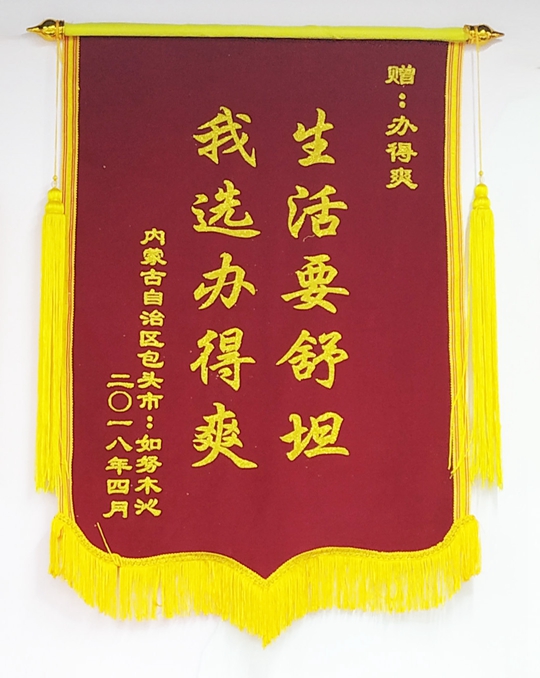 赠：办得爽
生活要舒坦
我选办得爽
内蒙古自治区包头市：如努木沁
二〇一八年四月